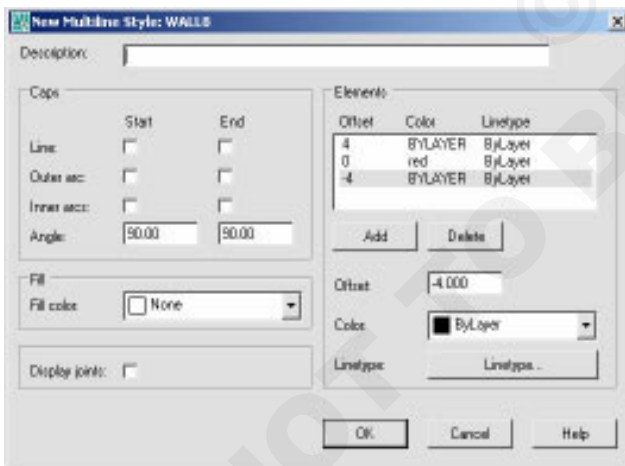 New Multiline Style: WALL8
Description:
Caps
Start End
Line:
Outer arc:
Inner arcs:
Angle: 90.00 90.00
Fill
Fill color: None
Display joints:
Elements
Offset Color Linetype
4 BYLAYER ByLayer
0 red ByLayer
-4 BYLAYER ByLayer
Add Delete
Offset: -4.000
Color: ByLayer
Linetype: Linetype...
OK Cancel Help